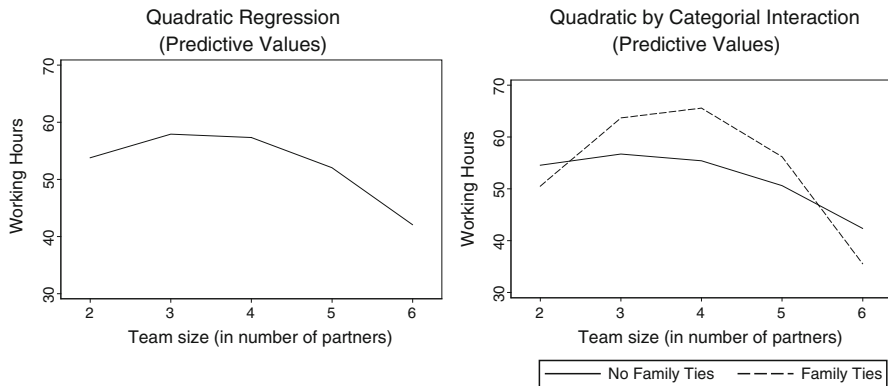 Quadratic Regression
(Predictive Values)
70
60
50
40
30
Working Hours
2 3 4 5 6
Team size (in number of partners)
Quadratic by Categorial Interaction
(Predictive Values)
70
60
50
40
30
Working Hours
2 3 4 5 6
Team size (in number of partners)
No Family Ties Family Ties